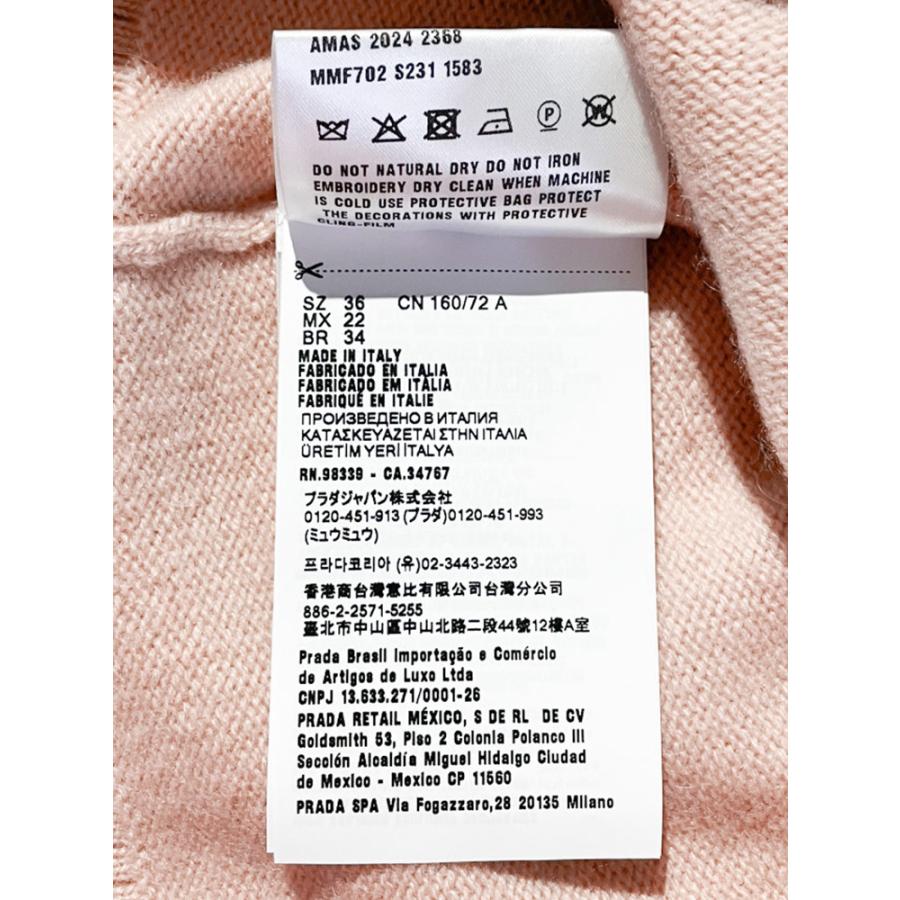 AMAS 2024 2368
MMF702 S231 1583
P W
DO NOT NATURAL DRY DO NOT IRON
EMBROIDERY DRY CLEAN WHEN MACHINE
IS COLD USE PROTECTIVE BAG PROTECT
THE DECORATIONS WITH PROTECTIVE
CLING-FILM
SZ 36 CN 160/72 A
MX 22
BR 34
MADE IN ITALY
FABRICADO EN ITALIA
FABRICADO EM ITÀLIA
FABRIQUÉ EN ITALIE
ПРОИЗВЕДЕНО В ИТАЛИЯ
ΚΑΤΑΣΚΕΥΑΖΕΤΑΙ ΣΤΗΝ ΙΤΑΛΙΑ
ÜRETİM YERİ İTALYA
RN.98339 - CA.34767
プラダジャパン株式会社
0120-451-913 (プラダ)0120-451-993
(ミュウミュウ)
프라다코리아 (유)02-3443-2323
香港商台灣意比有限公司台灣分公司
886-2-2571-5255
臺北市中山區中山北路二段44號12樓A室
Prada Brasil Importação e Comércio
de Artigos de Luxo Ltda
CNPJ 13.633.271/0001-26
PRADA RETAIL MÉXICO, S DE RL DE CV
Goldsmith 53, Piso 2 Colonia Polanco III
Sección Alcaldía Miguel Hidalgo Ciudad
de Mexico - Mexico CP 11560
PRADA SPA Via Fogazzaro,28 20135 Milano